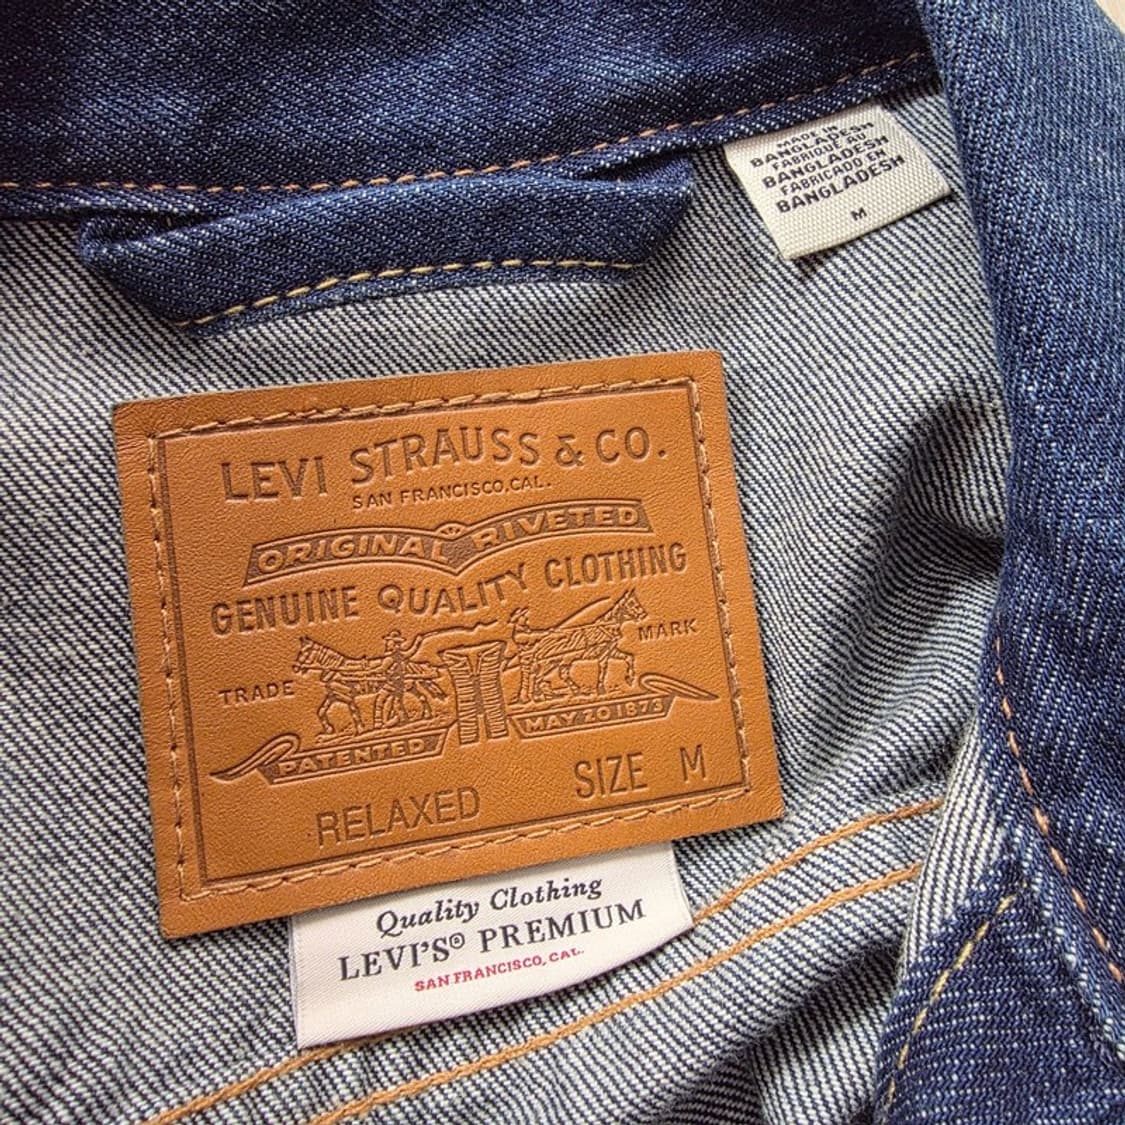 MADE IN
BANGLADESH
FABRIQUÉ AU
BANGLADESH
FABRICADO EN
BANGLADESH
M
LEVI STRAUSS & CO.
SAN FRANCISCO, CAL.
ORIGINAL RIVETED
GENUINE QUALITY CLOTHING
TRADE MARK
PATENTED MAY 20 1873
RELAXED SIZE M
Quality Clothing
LEVI'S® PREMIUM
SAN FRANCISCO, CAL.